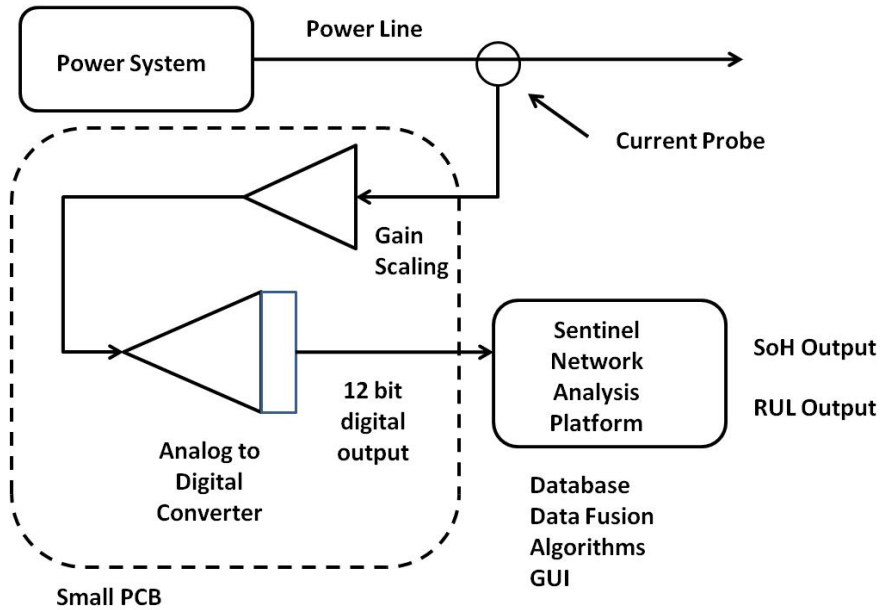 Power System
Power Line
Current Probe
Gain
Scaling
Analog to
Digital
Converter
12 bit
digital
output
Sentinel
Network
Analysis
Platform
SoH Output
RUL Output
Database
Data Fusion
Algorithms
GUI
Small PCB